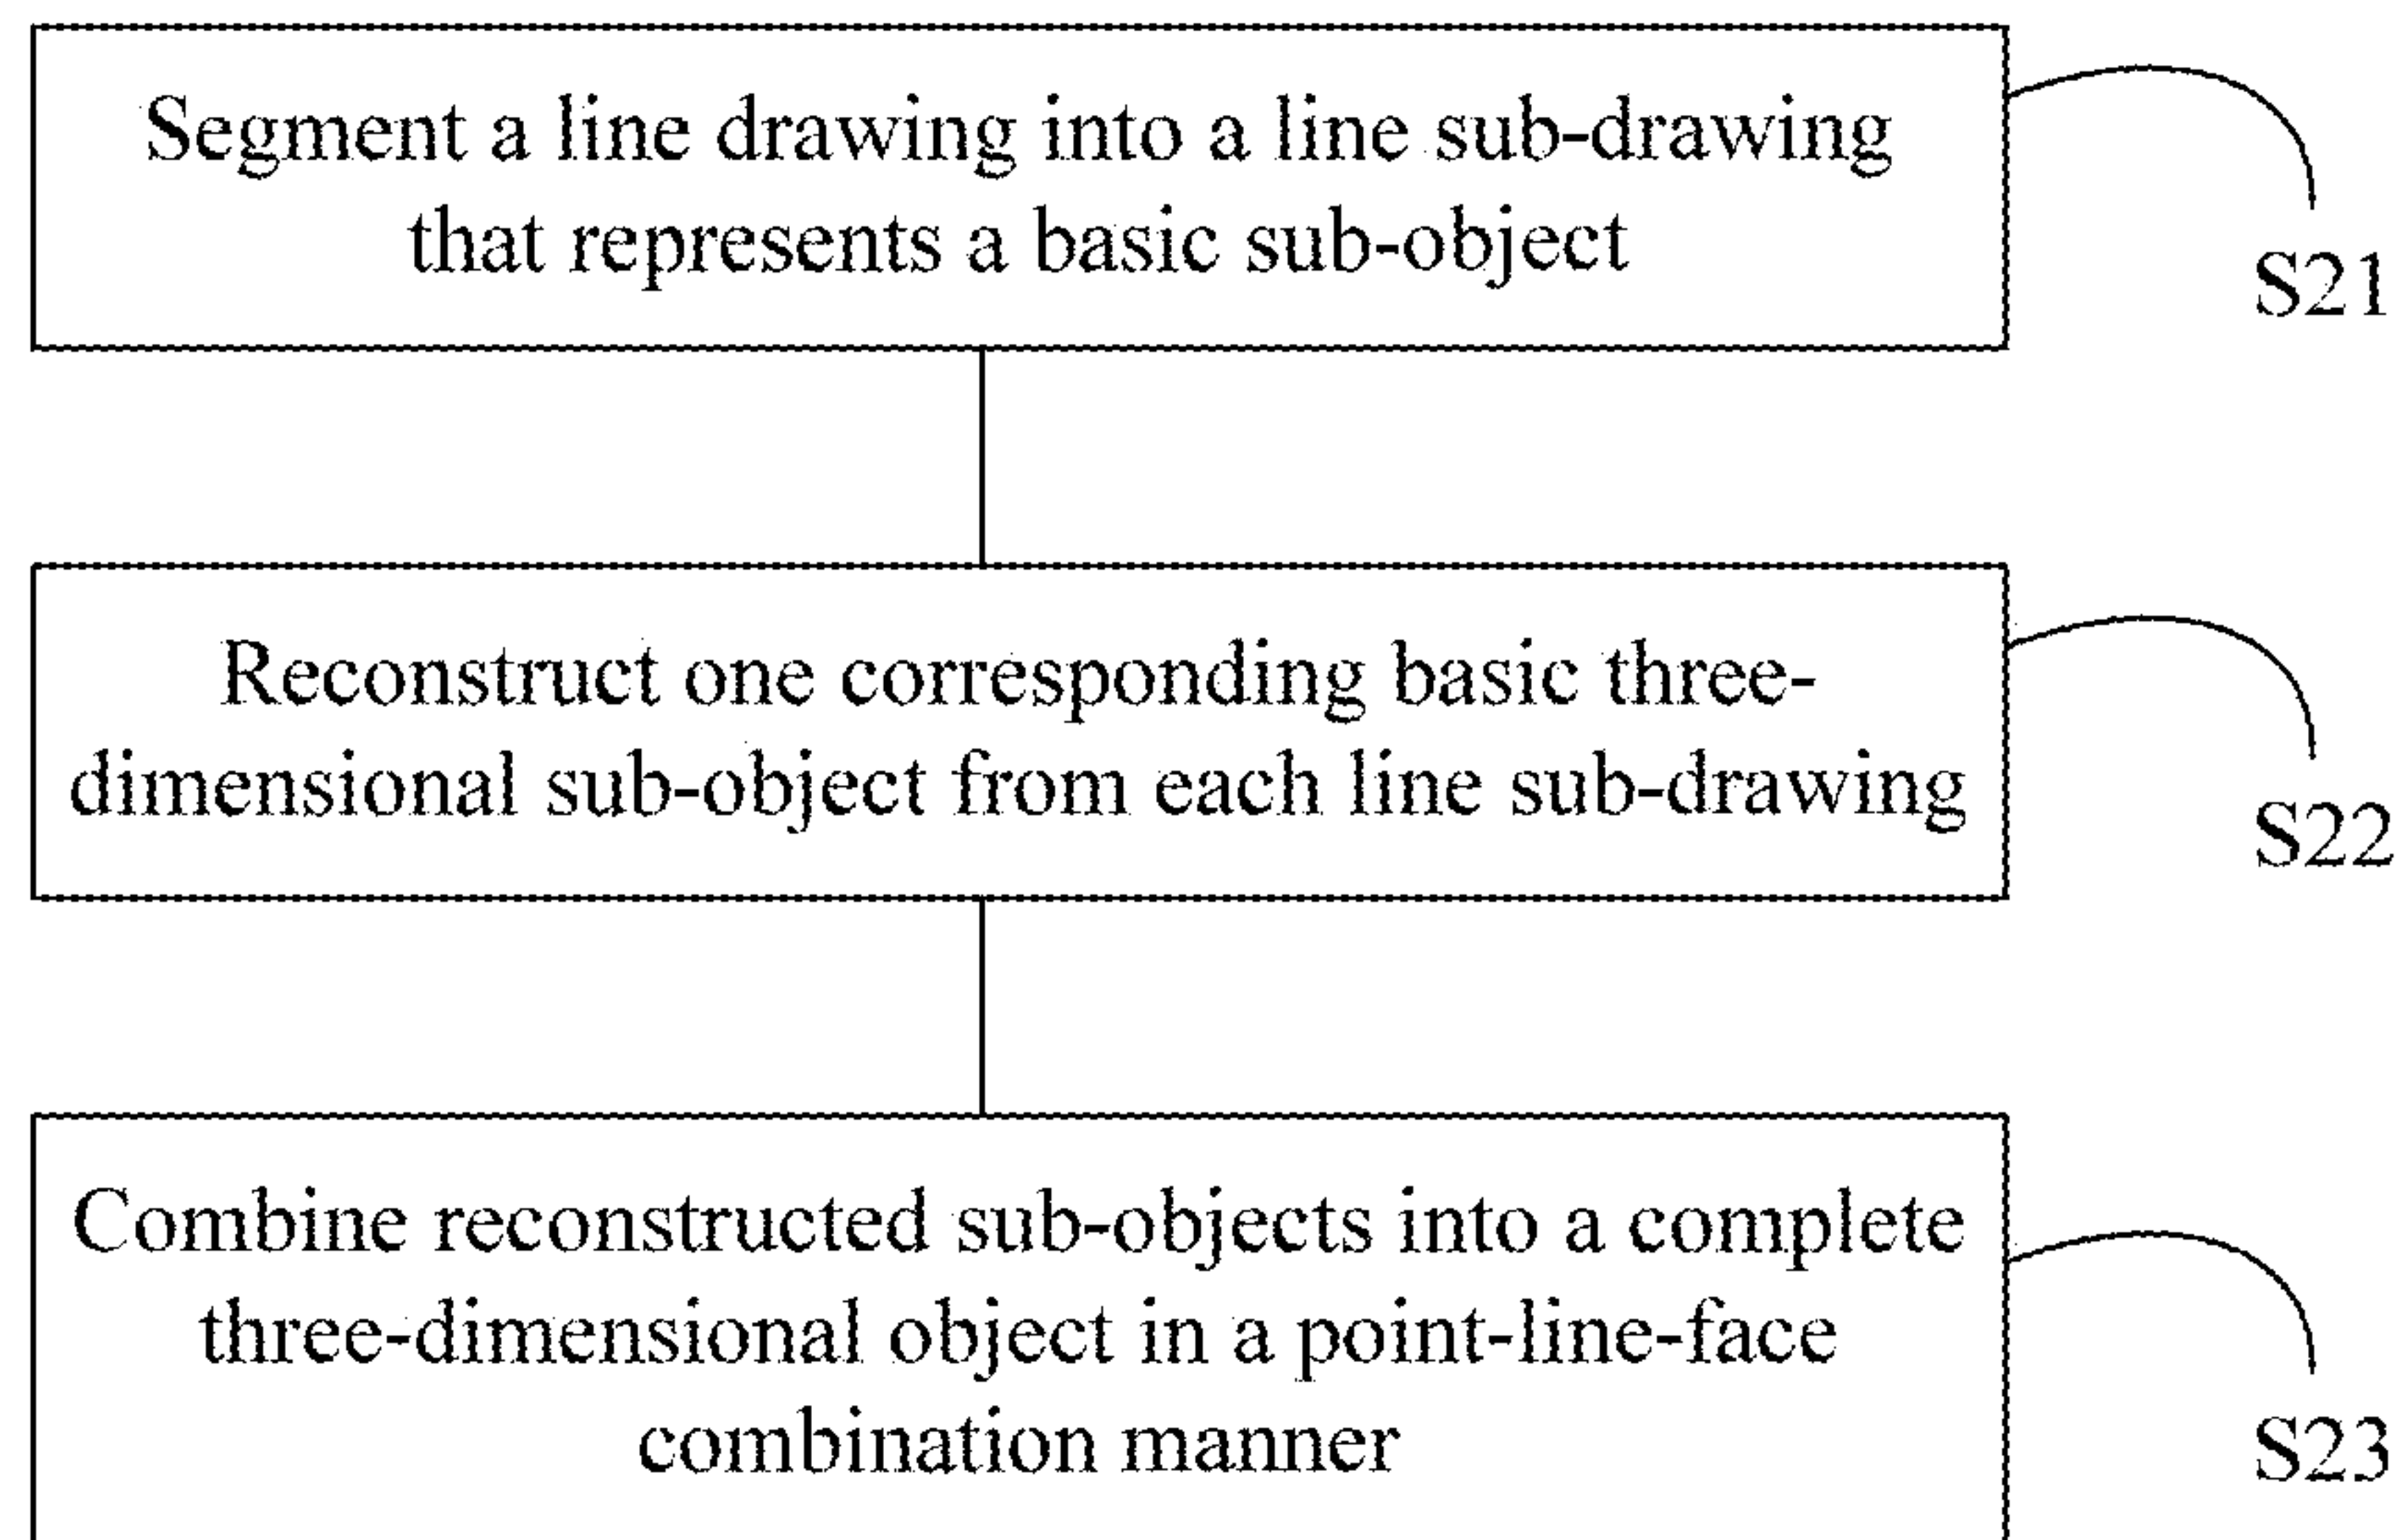 Segment a line drawing into a line sub-drawing
that represents a basic sub-object
S21
Reconstruct one corresponding basic three-
dimensional sub-object from each line sub-drawing
S22
Combine reconstructed sub-objects into a complete
three-dimensional object in a point-line-face
combination manner
S23